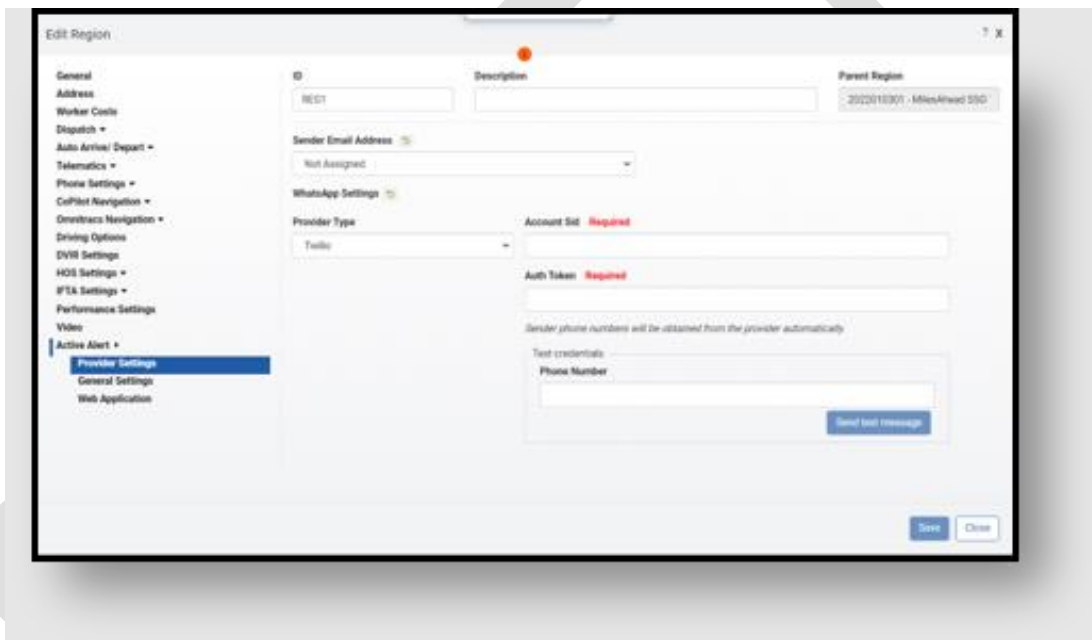 Edit Region
? X
General
Address
Worker Costs
Dispatch
Auto Arrive/ Depart
Telematics
Phone Settings
CoPilot Navigation
Omnitracs Navigation
Driving Options
DVIR Settings
HOS Settings
IFTA Settings
Performance Settings
Video
Active Alert
Provider Settings
General Settings
Web Application
ID
Description
Parent Region
REG1
2022010301 - MilesAhead SSO
Sender Email Address
Not Assigned
WhatsApp Settings
Provider Type
Account Sid Required
Twilio
Auth Token Required
Sender phone numbers will be obtained from the provider automatically
Test credentials
Phone Number
Send test message
Save
Close